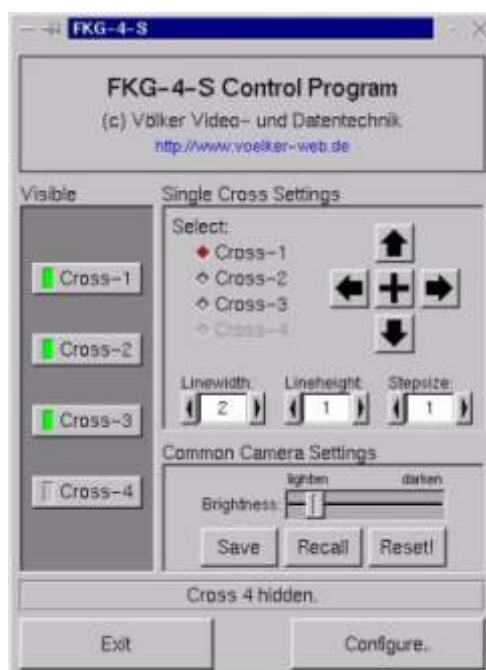 FKG-4-S
FKG-4-S Control Program
(c) Völker Video- und Datentechnik
http://www.voelker-web.de
Visible
Cross-1
Cross-2
Cross-3
Cross-4
Single Cross Settings
Select:
Cross-1
Cross-2
Cross-3
Cross-4
Linewidth: Lineheight: Stepsize:
2 1 1
Common Camera Settings
lighten darken
Brightness:
Save Recall Reset!
Cross 4 hidden.
Exit Configure..